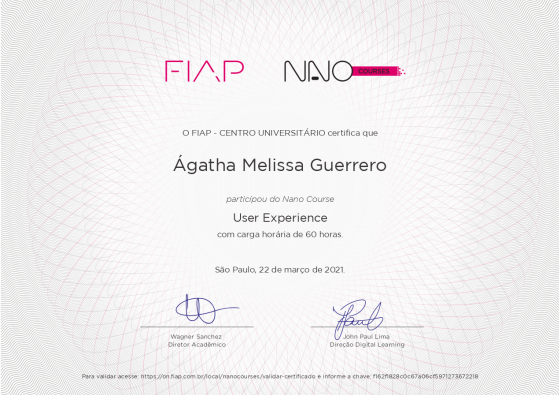 FIAP
NANO COURSES
O FIAP - CENTRO UNIVERSITÁRIO certifica que
Ágatha Melissa Guerrero
participou do Nano Course
User Experience
com carga horária de 60 horas.
São Paulo, 22 de março de 2021.
Wagner Sanchez
Diretor Acadêmico
John Paul Lima
Direção Digital Learning
Para validar acesse: https://on.fiap.com.br/local/nanocourses/validar-certificado e informe a chave: